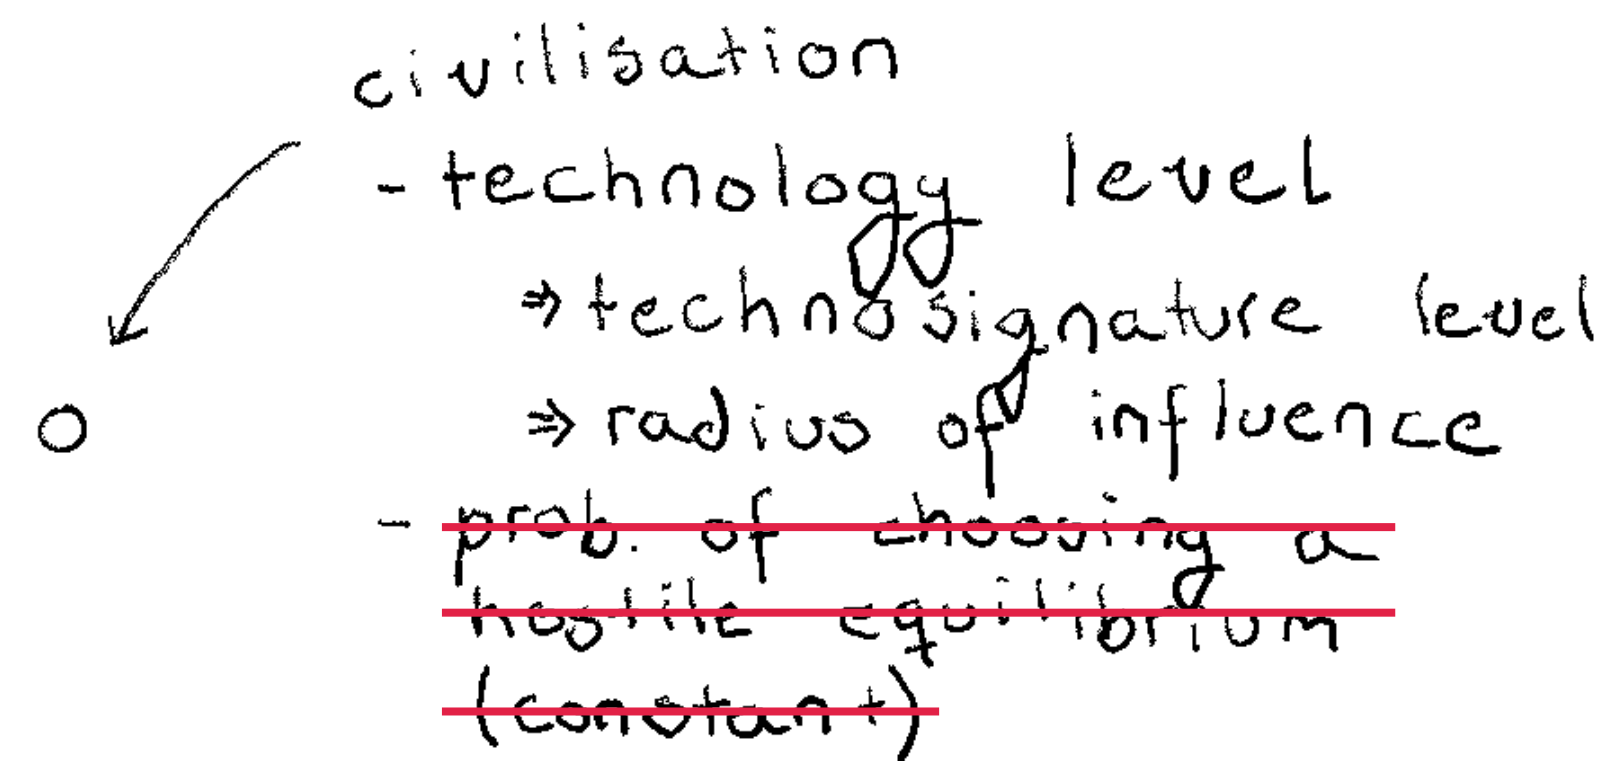 civilisation
- technology level
⇒ technosignature level
⇒ radius of influence
- prob. of choosing a
hostile equilibrium
(constant)